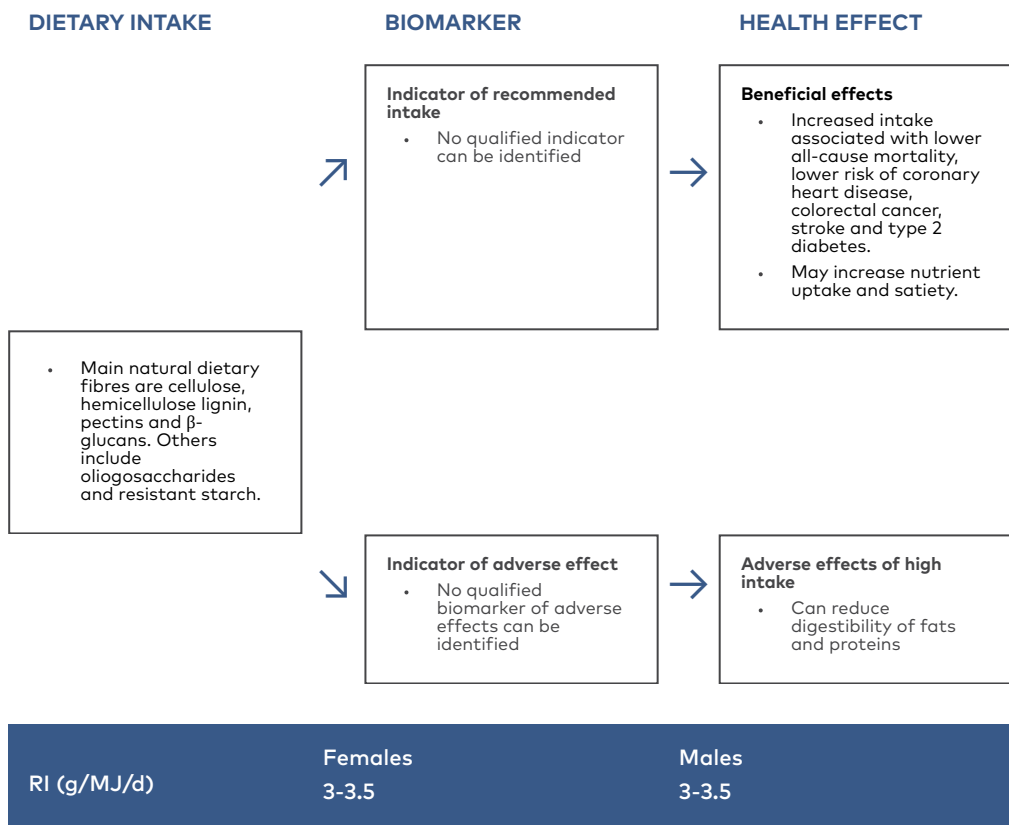 DIETARY INTAKE
BIOMARKER
HEALTH EFFECT
Indicator of recommended
intake
• No qualified indicator
can be identified
Beneficial effects
• Increased intake
associated with lower
all-cause mortality,
lower risk of coronary
heart disease,
colorectal cancer,
stroke and type 2
diabetes.
• May increase nutrient
uptake and satiety.
• Main natural dietary
fibres are cellulose,
hemicellulose lignin,
pectins and β-
glucans. Others
include
oliogosaccharides
and resistant starch.
Indicator of adverse effect
• No qualified
biomarker of adverse
effects can be
identified
Adverse effects of high
intake
• Can reduce
digestibility of fats
and proteins
RI (g/MJ/d)
Females
3-3.5
Males
3-3.5